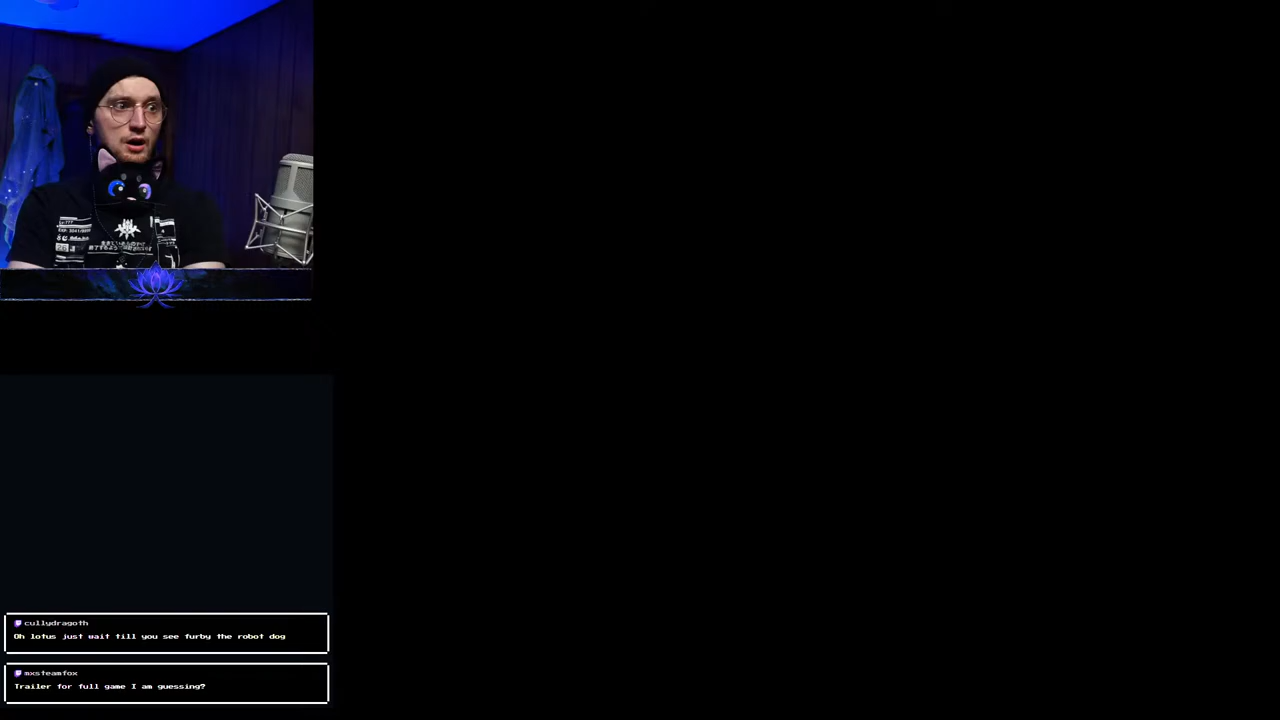 cullydragoth
Oh lotus just wait till you see furby the robot dog
mxsteamfox
Trailer for full game I am guessing?